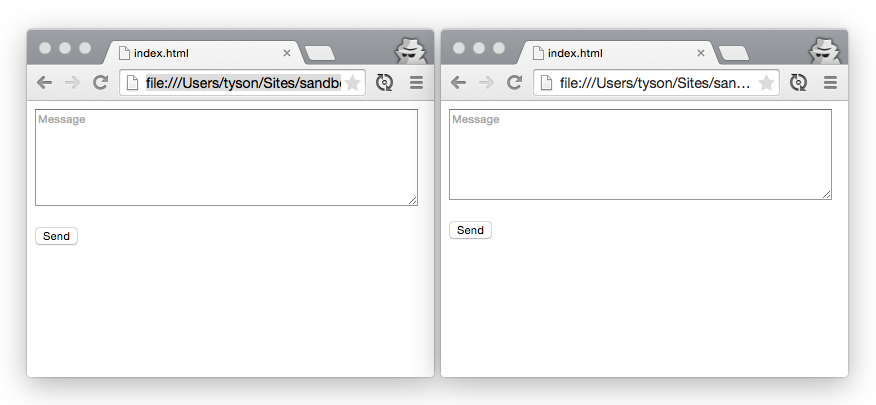 index.html
file:///Users/tyson/Sites/sandb
Message
Send
index.html
file:///Users/tyson/Sites/san…
Message
Send